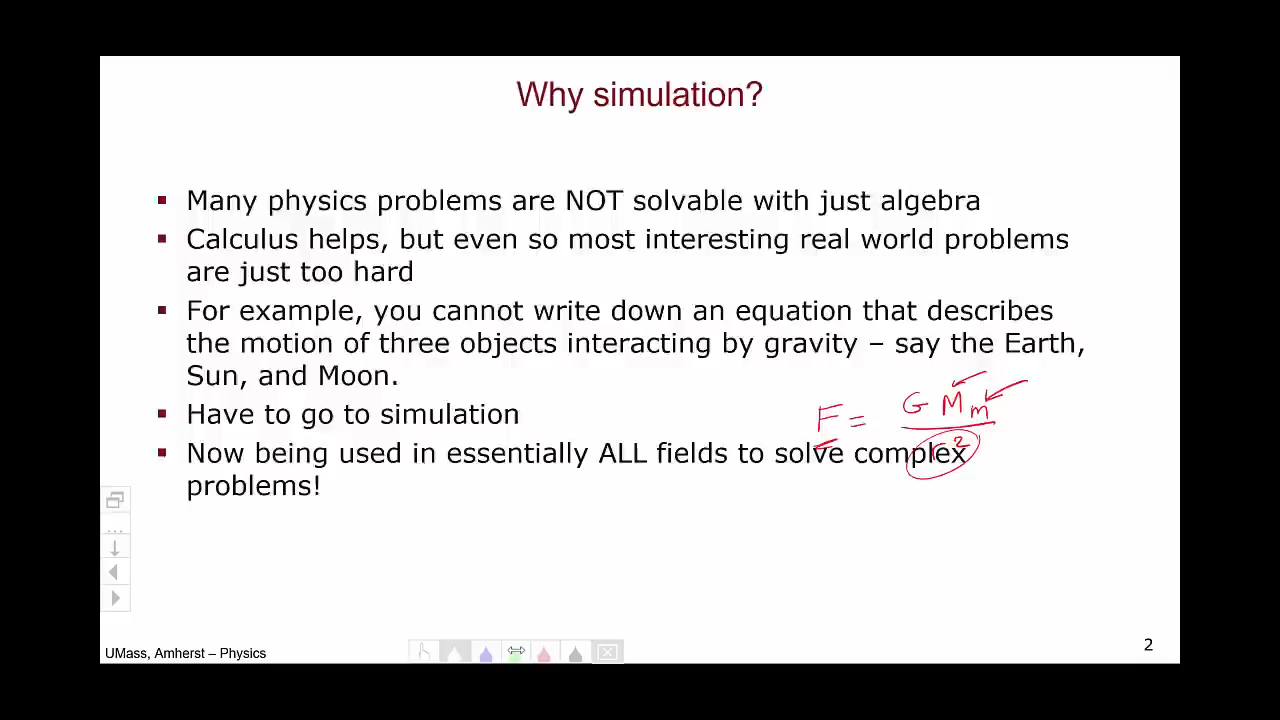 Why simulation?
▪ Many physics problems are NOT solvable with just algebra
▪ Calculus helps, but even so most interesting real world problems
are just too hard
▪ For example, you cannot write down an equation that describes
the motion of three objects interacting by gravity – say the Earth,
Sun, and Moon.
▪ Have to go to simulation
F = G M m / r²
▪ Now being used in essentially ALL fields to solve complex
problems!
...
UMass, Amherst – Physics
2